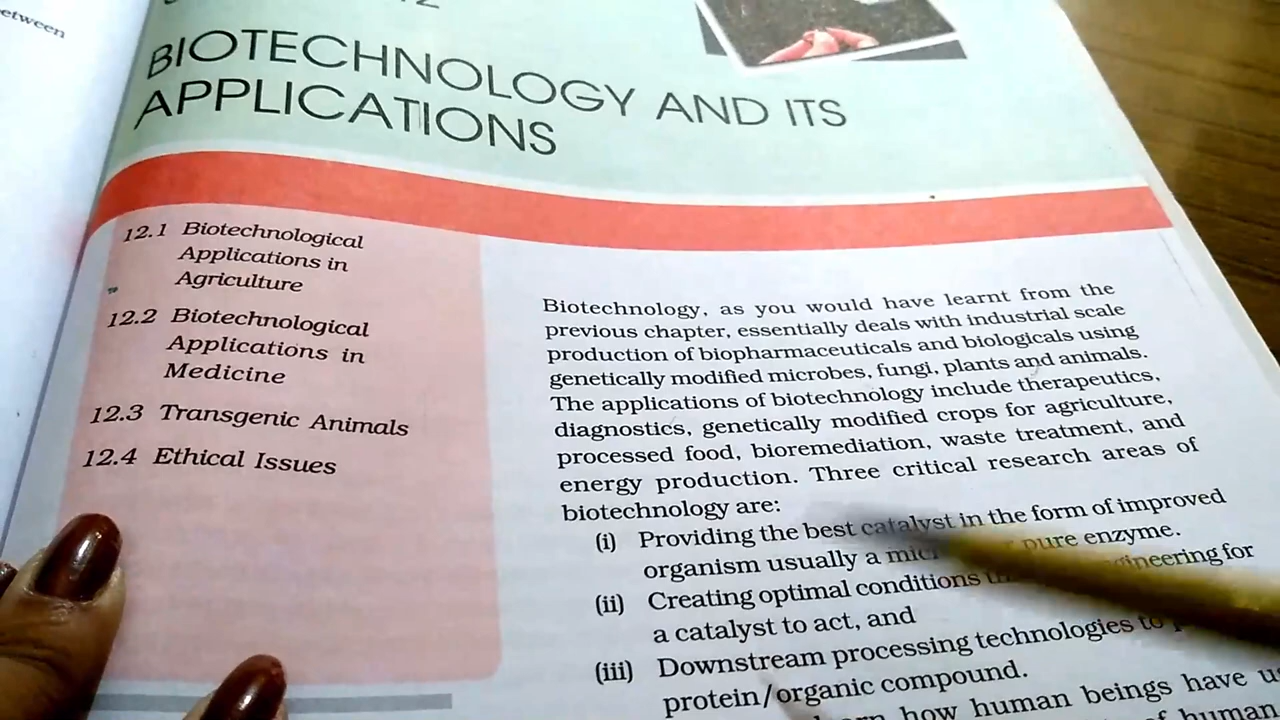 etween
BIOTECHNOLOGY AND ITS
APPLICATIONS
12.1 Biotechnological
Applications in
Agriculture
12.2 Biotechnological
Applications in
Medicine
12.3 Transgenic Animals
12.4 Ethical Issues
Biotechnology, as you would have learnt from the
previous chapter, essentially deals with industrial scale
production of biopharmaceuticals and biologicals using
genetically modified microbes, fungi, plants and animals.
The applications of biotechnology include therapeutics,
diagnostics, genetically modified crops for agriculture,
processed food, bioremediation, waste treatment, and
energy production. Three critical research areas of
biotechnology are:
(i) Providing the best catalyst in the form of improved
organism usually a pure enzyme.
(ii) Creating optimal conditions for
a catalyst to act, and
(iii) Downstream processing technologies to
protein/organic compound.
how human beings have
of human